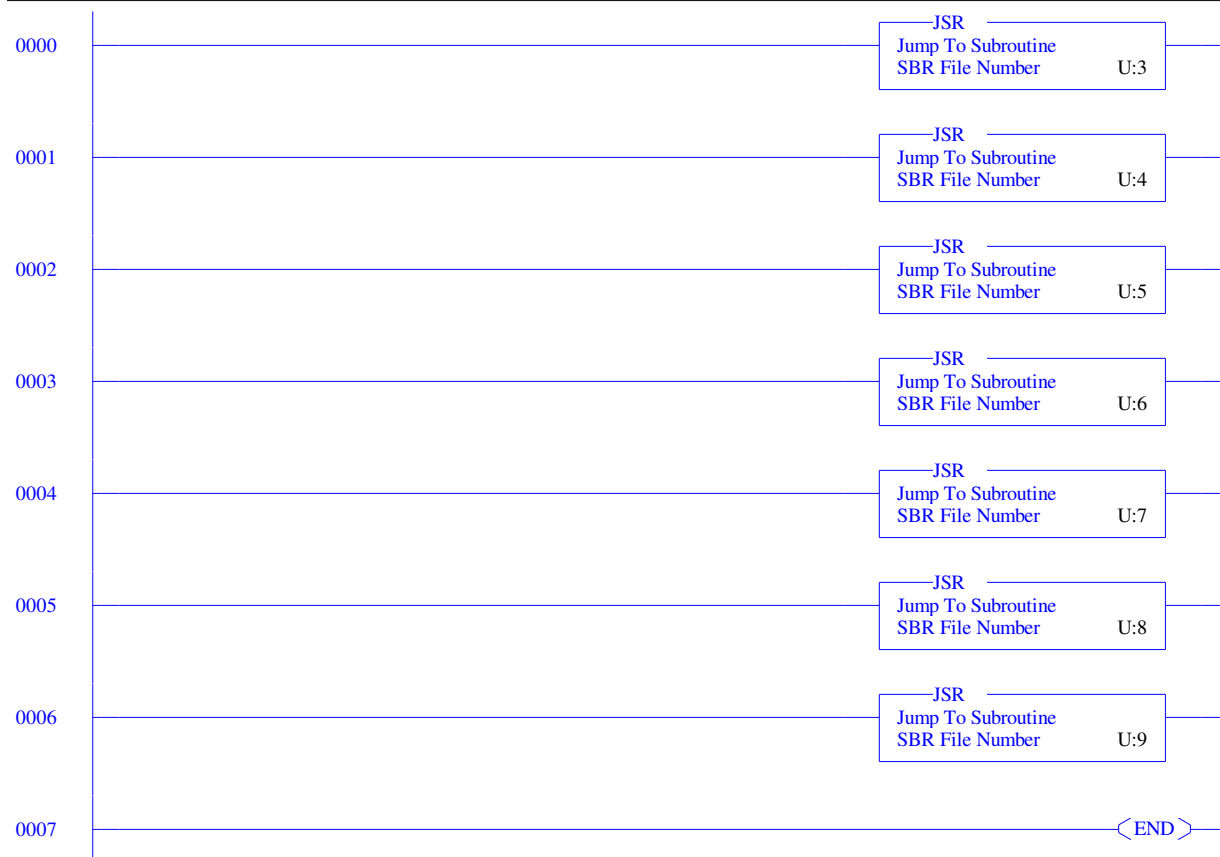 JSR
0000 Jump To Subroutine
SBR File Number U:3
JSR
0001 Jump To Subroutine
SBR File Number U:4
JSR
0002 Jump To Subroutine
SBR File Number U:5
JSR
0003 Jump To Subroutine
SBR File Number U:6
JSR
0004 Jump To Subroutine
SBR File Number U:7
JSR
0005 Jump To Subroutine
SBR File Number U:8
JSR
0006 Jump To Subroutine
SBR File Number U:9
0007 END